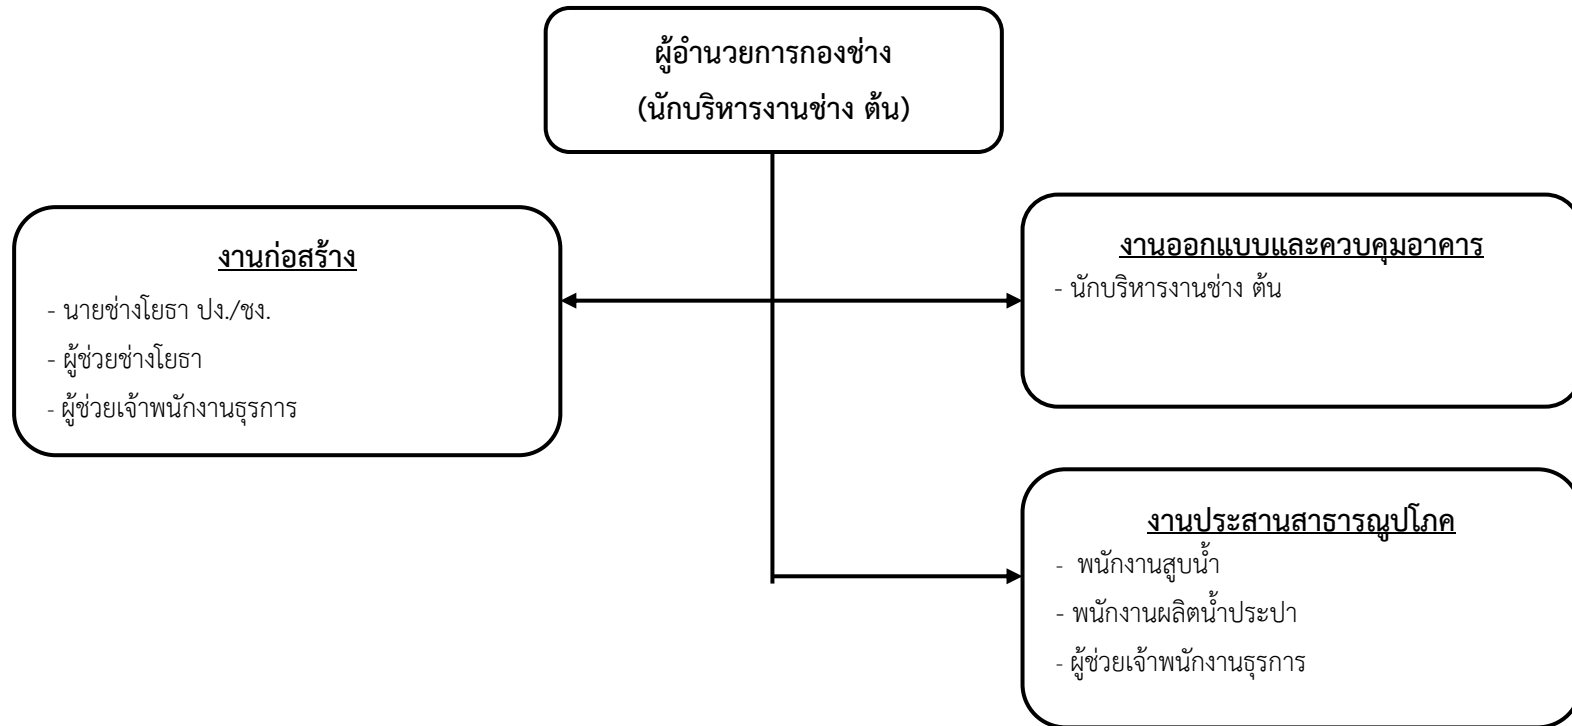 ผู้อำนวยการกองช่าง
(นักบริหารงานช่าง ต้น)
งานก่อสร้าง
- นายช่างโยธา ปง./ชง.
- ผู้ช่วยช่างโยธา
- ผู้ช่วยเจ้าพนักงานธุรการ
งานออกแบบและควบคุมอาคาร
- นักบริหารงานช่าง ต้น
งานประสานสาธารณูปโภค
- พนักงานสูบน้ำ
- พนักงานผลิตน้ำประปา
- ผู้ช่วยเจ้าพนักงานธุรการ